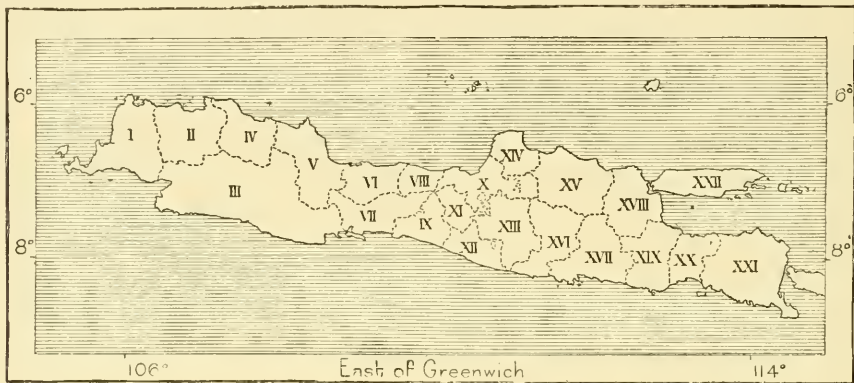 6°
6°
I
II
IV
V
III
VI
VIII
VII
IX
X
XI
XII
XIV
XIII
XV
XVI
XVII
XVIII
XIX
XX
XXI
XXII
8°
8°
106°
East of Greenwich
114°